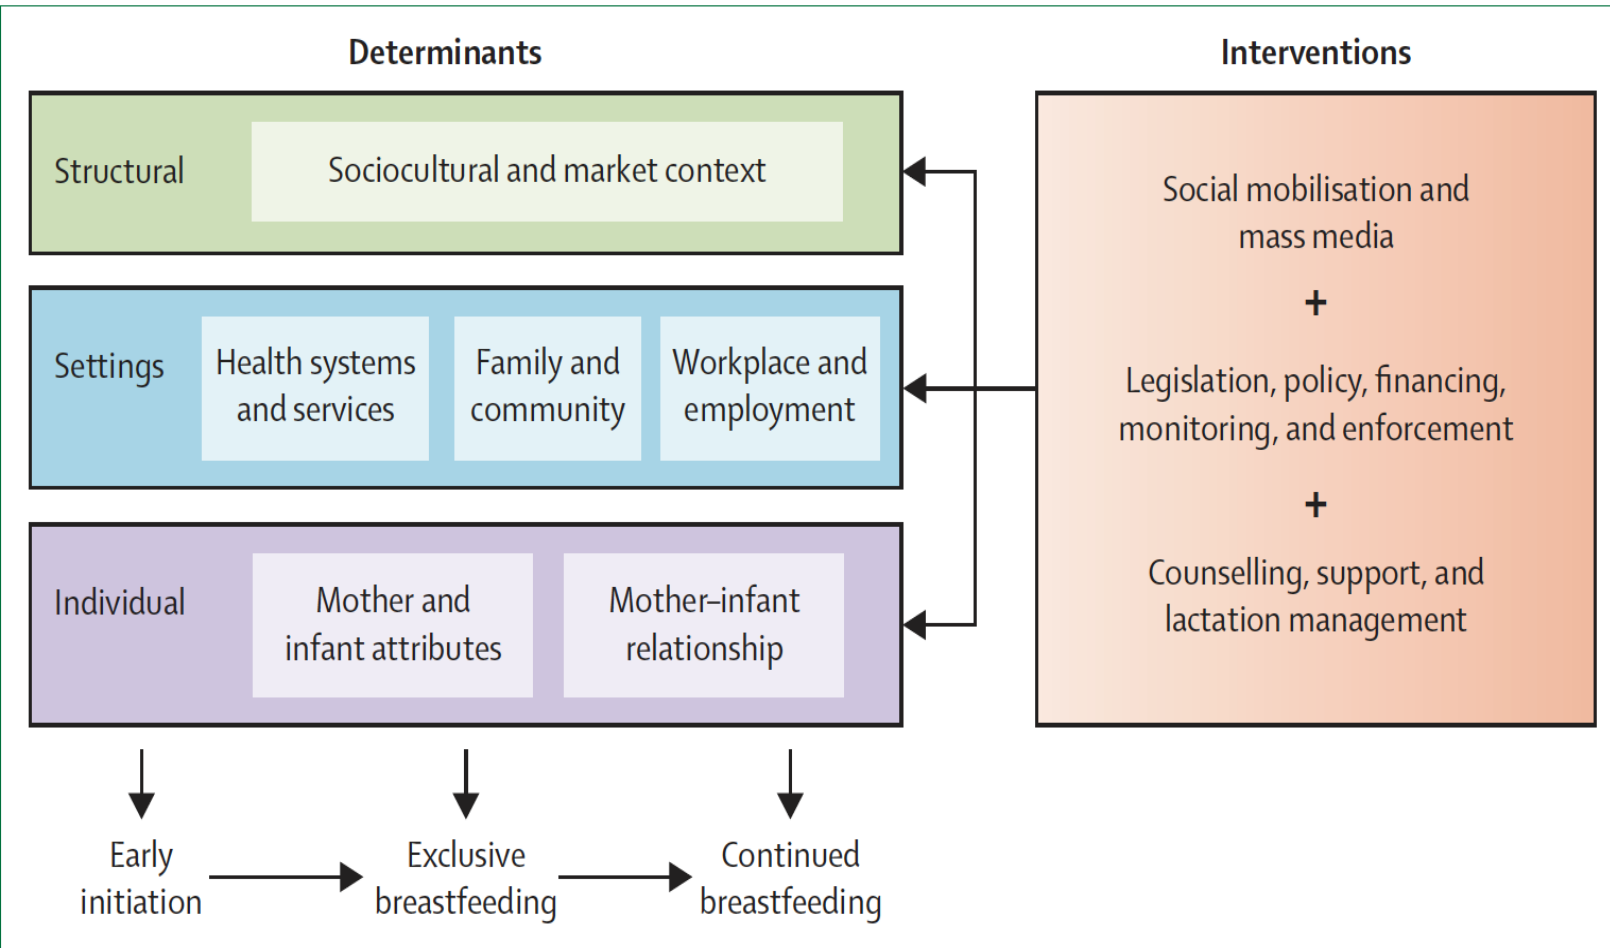 Determinants
Interventions
Structural
Sociocultural and market context
Settings
Health systems
and services
Family and
community
Workplace and
employment
Individual
Mother and
infant attributes
Mother–infant
relationship
Social mobilisation and
mass media
+
Legislation, policy, financing,
monitoring, and enforcement
+
Counselling, support, and
lactation management
Early
initiation
Exclusive
breastfeeding
Continued
breastfeeding